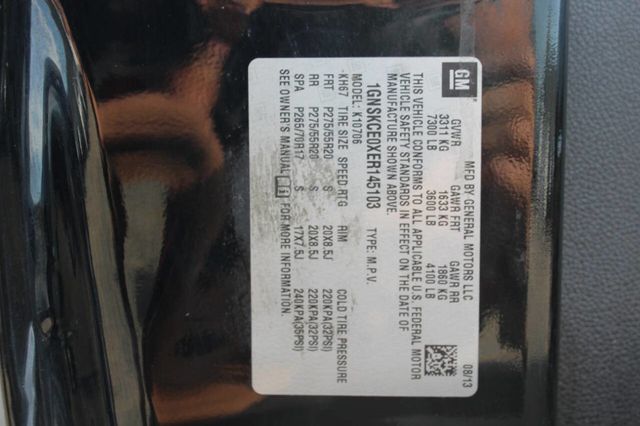 GM
MFD BY GENERAL MOTORS LLC 08/13
GVWR GAWR FRT GAWR RR
3311 KG 1633 KG 1860 KG
7300 LB 3600 LB 4100 LB
THIS VEHICLE CONFORMS TO ALL APPLICABLE U.S. FEDERAL MOTOR
VEHICLE SAFETY STANDARDS IN EFFECT ON THE DATE OF
MANUFACTURE SHOWN ABOVE.
1GNSKCE0XER145103 TYPE: M.P.V.
MODEL: K10706
-KH67 TIRE SIZE SPEED RTG RIM COLD TIRE PRESSURE
FRT P275/55R20 S 20X8.5J 220KPA(32PSI)
RR P275/55R20 S 20X8.5J 220KPA(32PSI)
SPA P265/70R17 S 17X7.5J 240KPA(35PSI)
SEE OWNER'S MANUAL i FOR MORE INFORMATION.